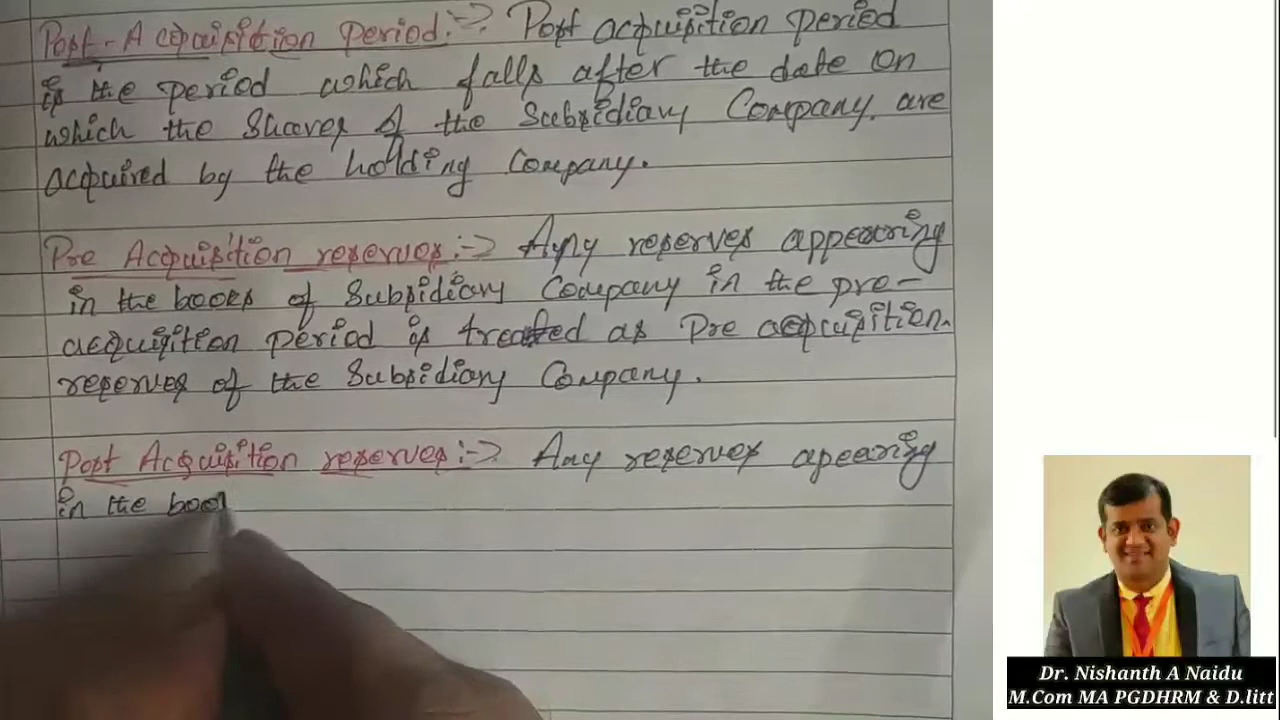 Post-Acquisition period:-> Post acquisition period
is the period which falls after the date on
which the Shares of the Subsidiary Company are
acquired by the holding Company.
Pre Acquisition reserves:-> Any reserves appearing
in the books of Subsidiary Company in the pre-
acquisition period is treated as Pre acquisition
reserves of the Subsidiary Company.
Post Acquisition reserves:-> Any reserves apearing
in the boo
Dr. Nishanth A Naidu
M.Com MA PGDHRM & D.litt